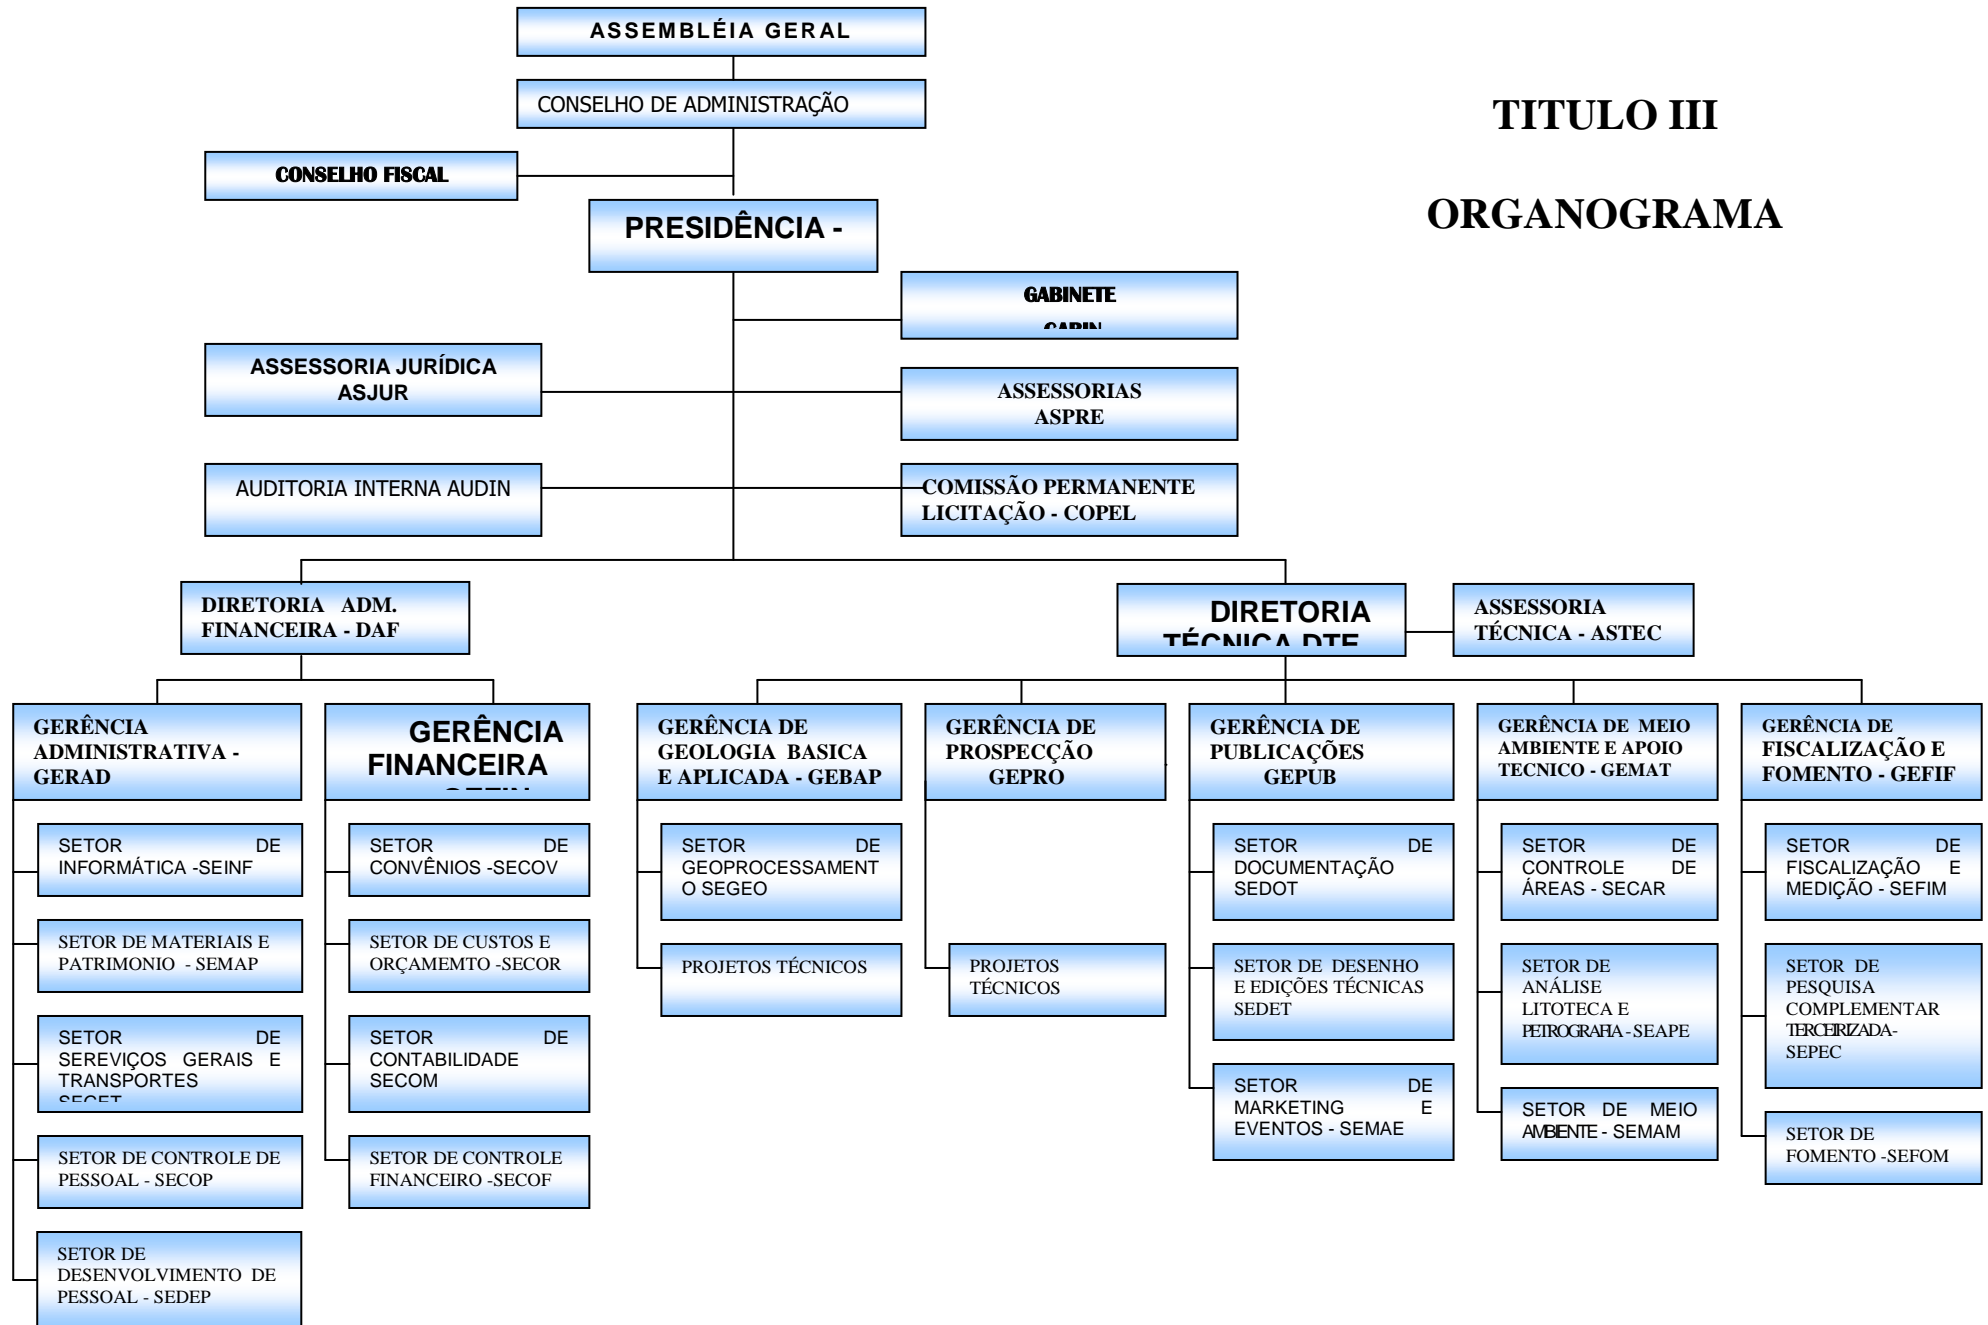 ASSEMBLÉIA GERAL
CONSELHO DE ADMINISTRAÇÃO
TITULO III
ORGANOGRAMA
CONSELHO FISCAL
PRESIDÊNCIA -
GABINETE
GABIN
ASSESSORIA JURÍDICA
ASJUR
ASSESSORIAS
ASPRE
AUDITORIA INTERNA AUDIN
COMISSÃO PERMANENTE
LICITAÇÃO - COPEL
DIRETORIA ADM.
FINANCEIRA - DAF
DIRETORIA
TÉCNICA DTE
ASSESSORIA
TÉCNICA - ASTEC
GERÊNCIA
ADMINISTRATIVA -
GERAD
GERÊNCIA
FINANCEIRA
GEFIN
GERÊNCIA DE
GEOLOGIA BASICA
E APLICADA - GEBAP
GERÊNCIA DE
PROSPECÇÃO
GEPRO
GERÊNCIA DE
PUBLICAÇÕES
GEPUB
GERÊNCIA DE MEIO
AMBIENTE E APOIO
TECNICO - GEMAT
GERÊNCIA DE
FISCALIZAÇÃO E
FOMENTO - GEFIF
SETOR DE
INFORMÁTICA -SEINF
SETOR DE MATERIAIS E
PATRIMONIO - SEMAP
SETOR DE
SEREVIÇOS GERAIS E
TRANSPORTES
SEGET
SETOR DE CONTROLE DE
PESSOAL - SECOP
SETOR DE
DESENVOLVIMENTO DE
PESSOAL - SEDEP
SETOR DE
CONVÊNIOS -SECOV
SETOR DE CUSTOS E
ORÇAMEMTO -SECOR
SETOR DE
CONTABILIDADE
SECOM
SETOR DE CONTROLE
FINANCEIRO -SECOF
SETOR DE
GEOPROCESSAMENT
O SEGEO
PROJETOS TÉCNICOS
PROJETOS
TÉCNICOS
SETOR DE
DOCUMENTAÇÃO
SEDOT
SETOR DE DESENHO
E EDIÇÕES TÉCNICAS
SEDET
SETOR DE
MARKETING E
EVENTOS - SEMAE
SETOR DE
CONTROLE DE
ÁREAS - SECAR
SETOR DE
ANÁLISE
LITOTECA E
PETROGRAFIA - SEAPE
SETOR DE MEIO
AMBIENTE - SEMAM
SETOR DE
FISCALIZAÇÃO E
MEDIÇÃO - SEFIM
SETOR DE
PESQUISA
COMPLEMENTAR
TERCEIRIZADA-
SEPEC
SETOR DE
FOMENTO -SEFOM